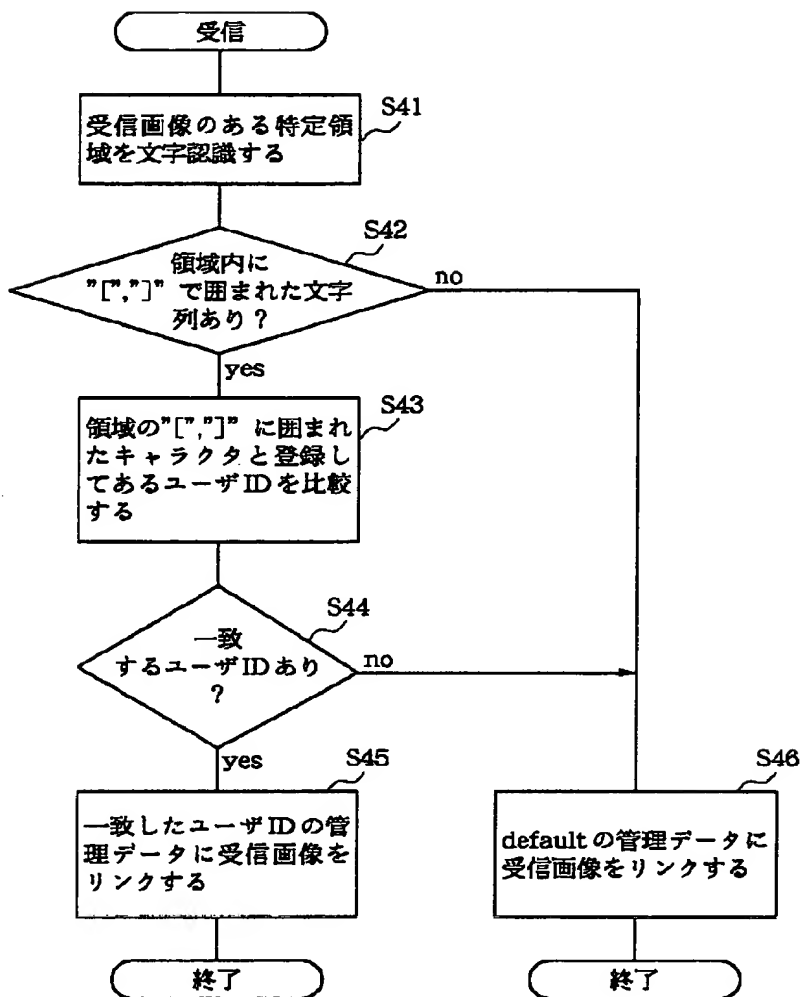 受信
S41
受信画像のある特定領
域を文字認識する
S42
領域内に
”[”,”]” で囲まれた文字
列あり？
no
yes
S43
領域の”[”,”]” に囲まれ
たキャラクタと登録し
てあるユーザIDを比較
する
S44
一致
するユーザIDあり
？
no
yes
S45
一致したユーザIDの管
理データに受信画像を
リンクする
S46
defaultの管理データに
受信画像をリンクする
終了
終了